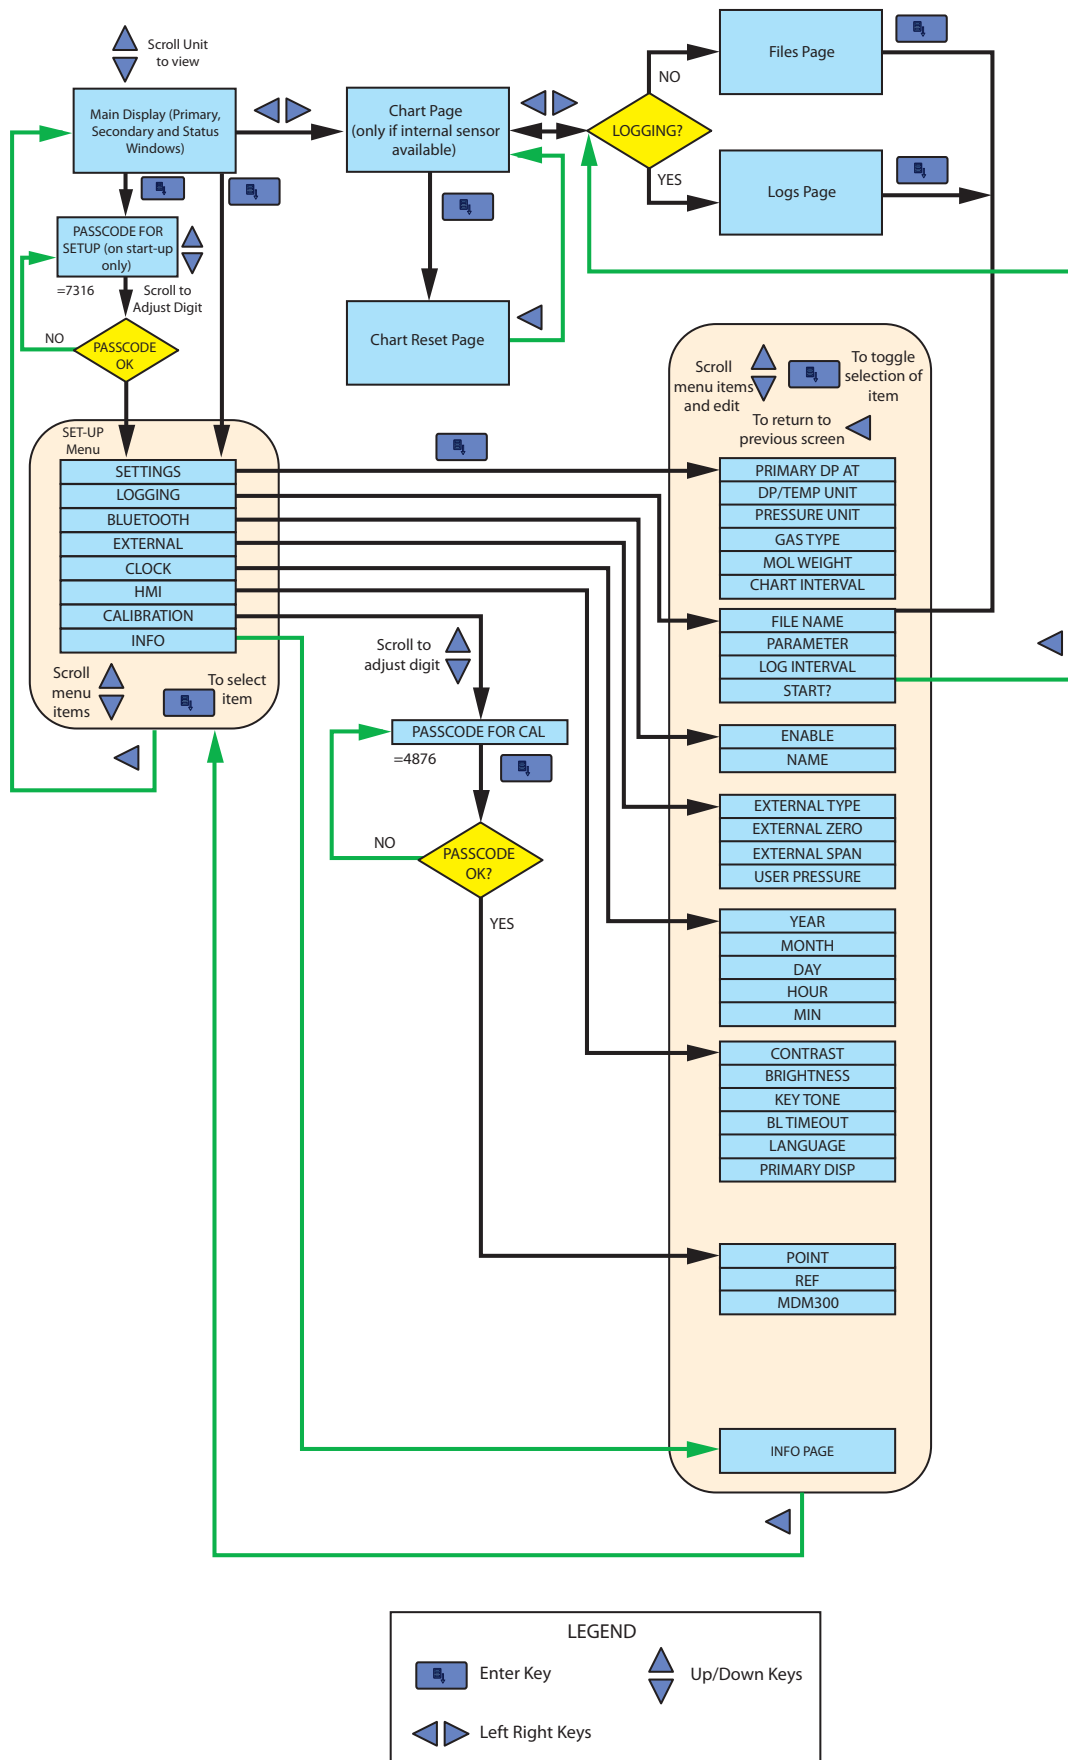 Scroll Unit
to view
Main Display (Primary,
Secondary and Status
Windows)
Chart Page
(only if internal sensor
available)
LOGGING?
NO
YES
Files Page
Logs Page
PASSCODE FOR
SETUP (on start-up
only)
=7316
Scroll to
Adjust Digit
NO
PASSCODE
OK
Chart Reset Page
SET-UP
Menu
SETTINGS
LOGGING
BLUETOOTH
EXTERNAL
CLOCK
HMI
CALIBRATION
INFO
Scroll
menu
items
To select
item
Scroll to
adjust digit
PASSCODE FOR CAL
=4876
NO
PASSCODE
OK?
YES
Scroll
menu items
and edit
To toggle
selection of
item
To return to
previous screen
PRIMARY DP AT
DP/TEMP UNIT
PRESSURE UNIT
GAS TYPE
MOL WEIGHT
CHART INTERVAL
FILE NAME
PARAMETER
LOG INTERVAL
START?
ENABLE
NAME
EXTERNAL TYPE
EXTERNAL ZERO
EXTERNAL SPAN
USER PRESSURE
YEAR
MONTH
DAY
HOUR
MIN
CONTRAST
BRIGHTNESS
KEY TONE
BL TIMEOUT
LANGUAGE
PRIMARY DISP
POINT
REF
MDM300
INFO PAGE
LEGEND
Enter Key
Up/Down Keys
Left Right Keys